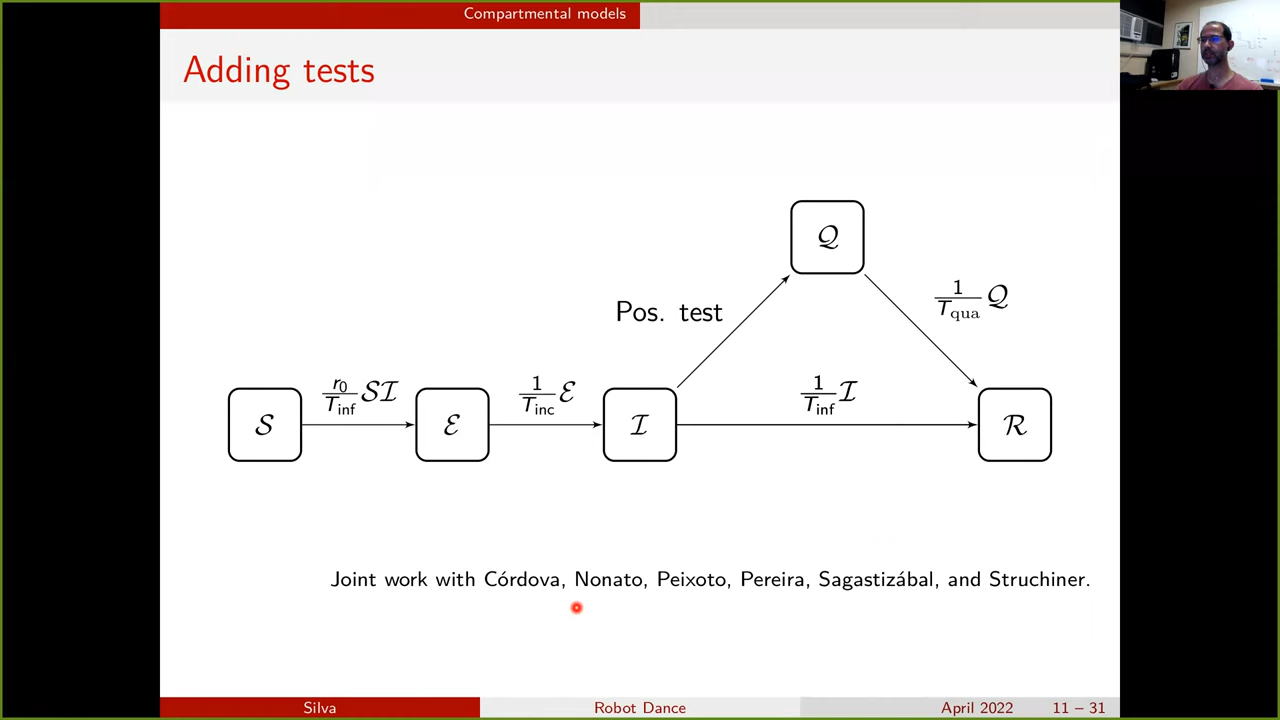 Compartmental models
Adding tests
Q
Pos. test
1/T_qua Q
r_0/T_inf SI
1/T_inc E
1/T_inf I
S
E
I
R
Joint work with Córdova, Nonato, Peixoto, Pereira, Sagastizábal, and Struchiner.
Silva
Robot Dance
April 2022
11 – 31